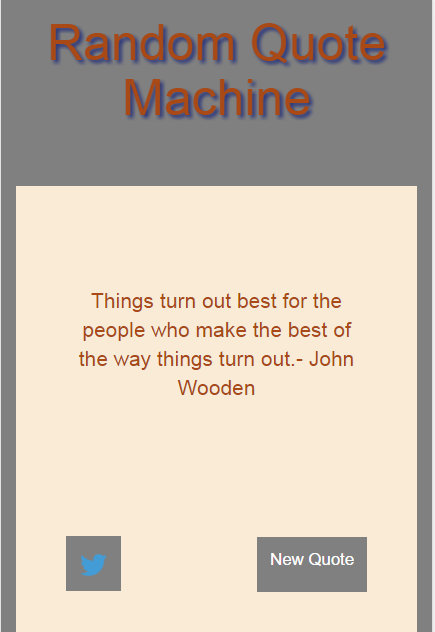 Random Quote
Machine
Things turn out best for the
people who make the best of
the way things turn out.- John
Wooden
New Quote